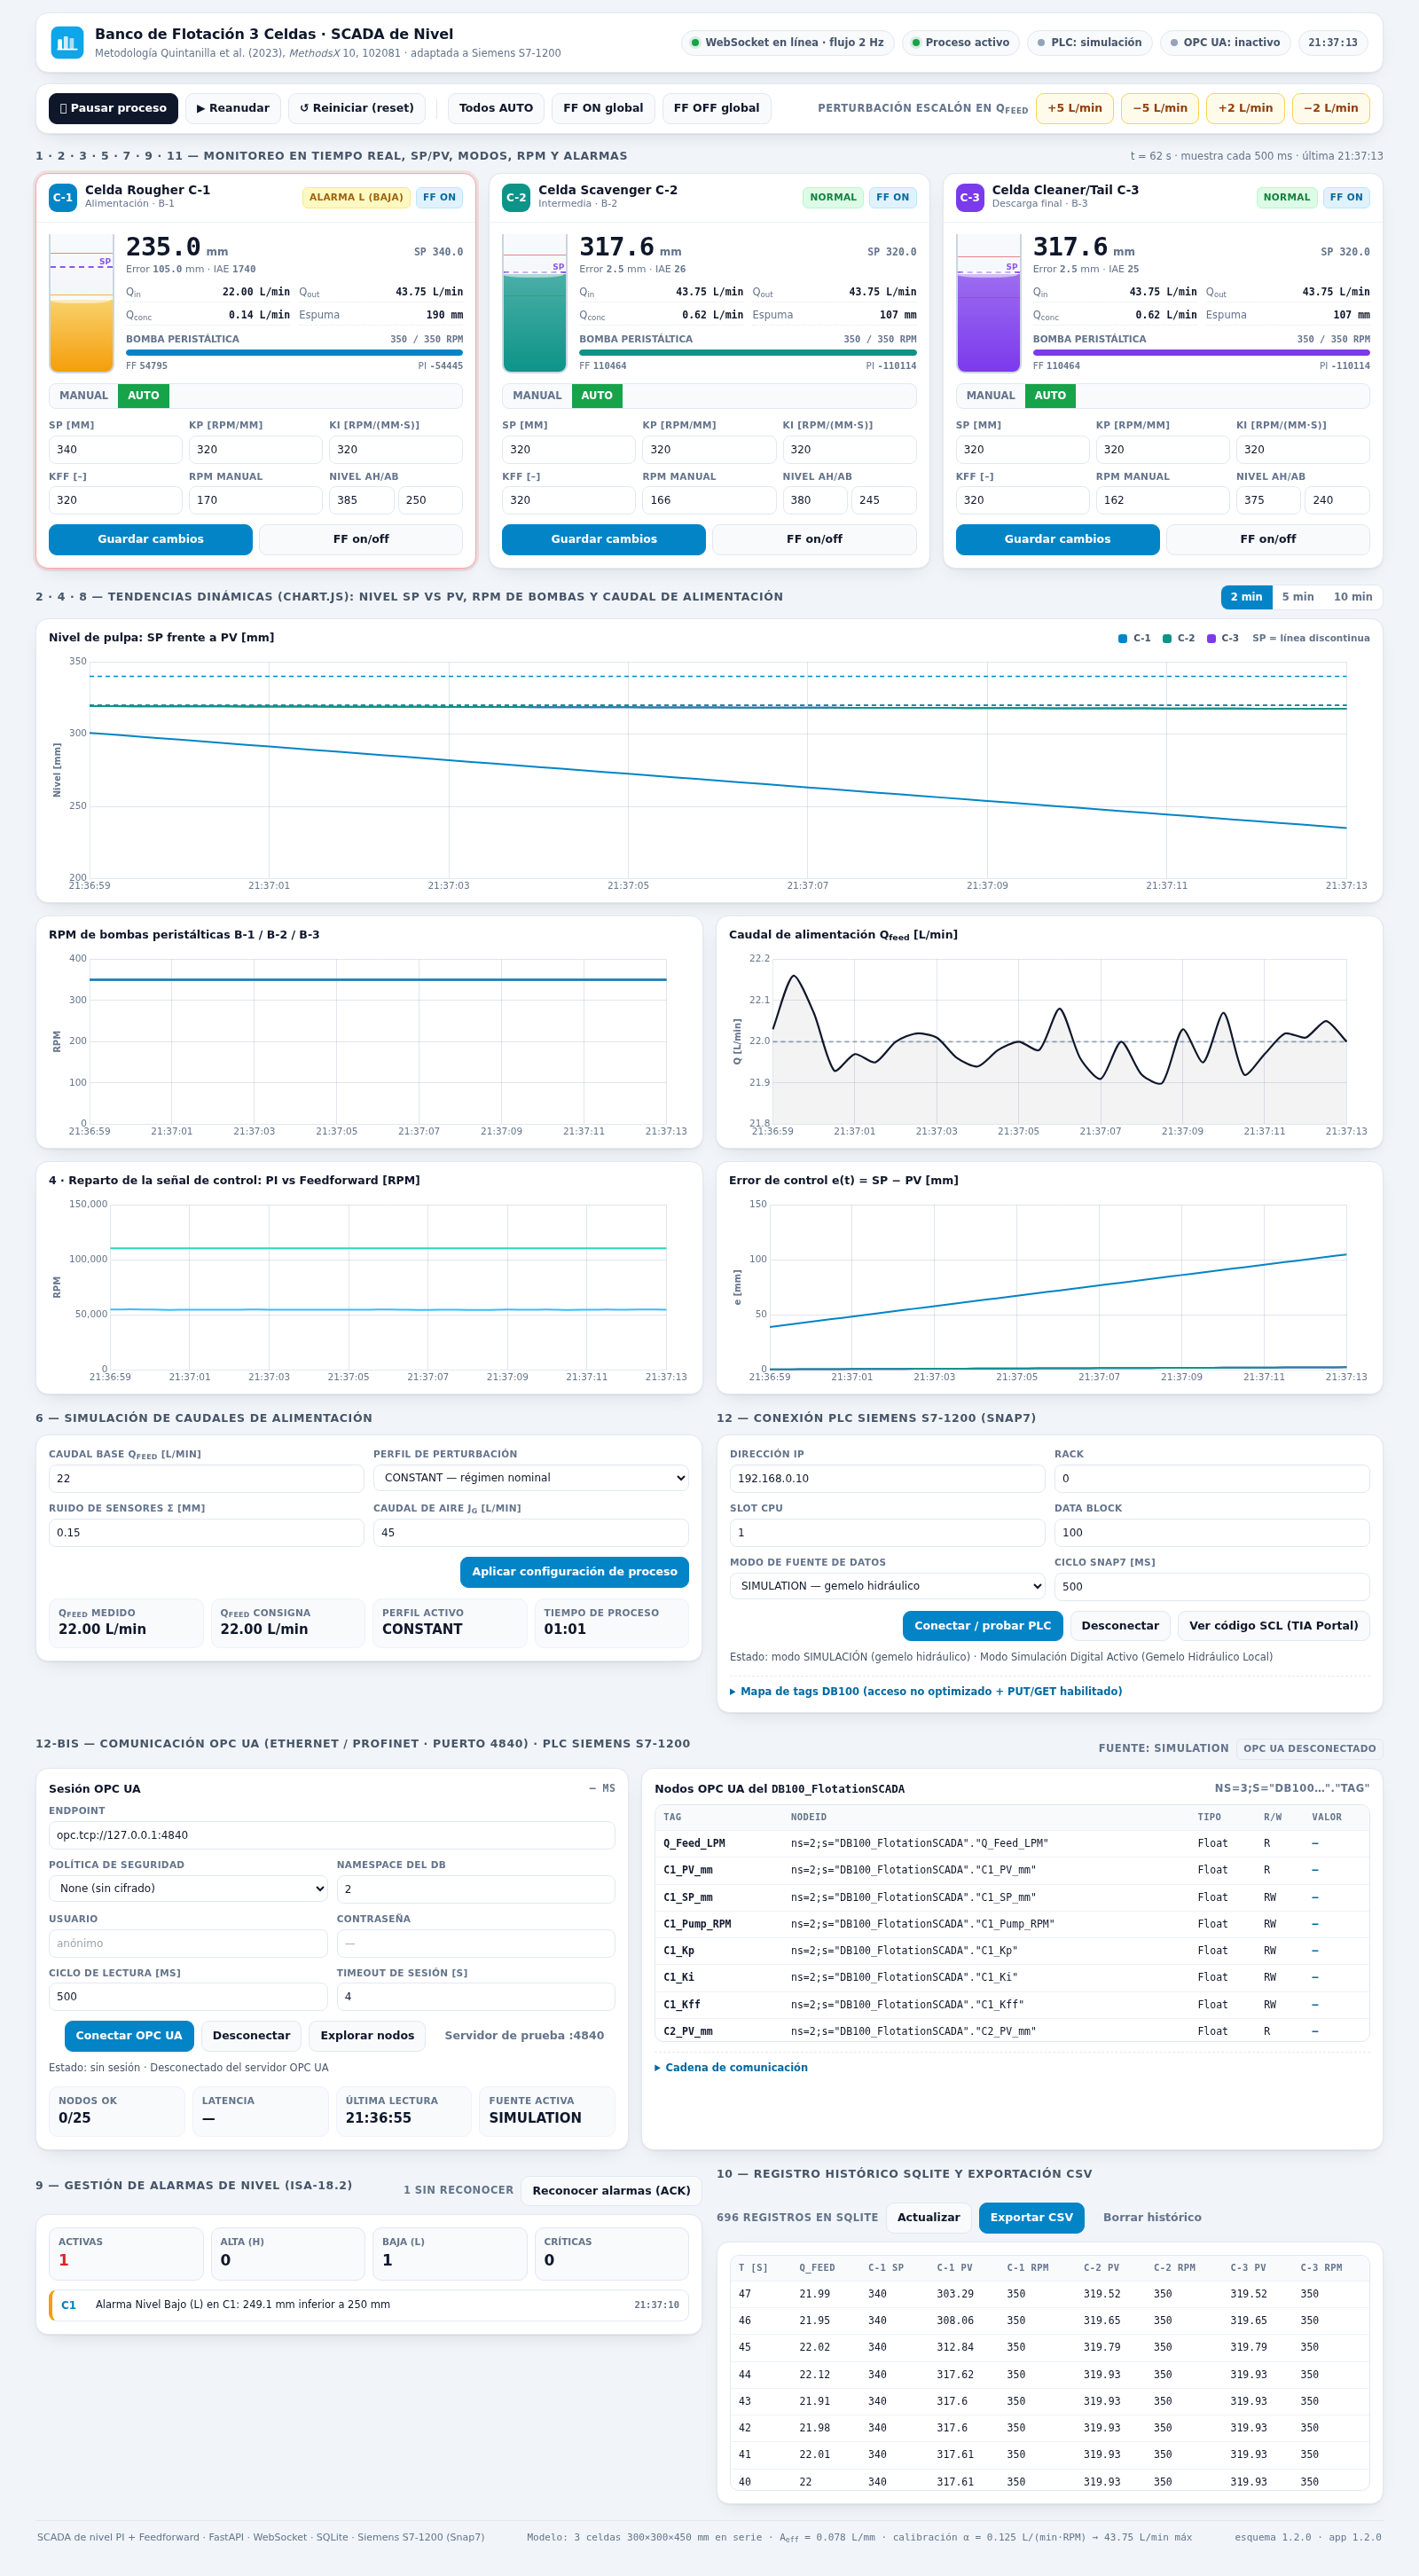 Banco de Flotación 3 Celdas · SCADA de Nivel
Metodología Quintanilla et al. (2023), MethodsX 10, 102081 · adaptada a Siemens S7-1200
WebSocket en línea · flujo 2 Hz
Proceso activo
PLC: simulación
OPC UA: inactivo
21:37:13
Pausar proceso
▶ Reanudar
↺ Reiniciar (reset)
Todos AUTO
FF ON global
FF OFF global
PERTURBACIÓN ESCALÓN EN QFEED
+5 L/min
−5 L/min
+2 L/min
−2 L/min
1 · 2 · 3 · 5 · 7 · 9 · 11 — MONITOREO EN TIEMPO REAL, SP/PV, MODOS, RPM Y ALARMAS
t = 62 s · muestra cada 500 ms · última 21:37:13
C-1
Celda Rougher C-1
Alimentación · B-1
ALARMA L (BAJA)
FF ON
SP
235.0 mm
SP 340.0
Error 105.0 mm · IAE 1740
Qin 22.00 L/min Qout 43.75 L/min
Qconc 0.14 L/min Espuma 190 mm
BOMBA PERISTÁLTICA 350 / 350 RPM
FF 54795 PI -54445
MANUAL AUTO
SP [MM] KP [RPM/MM] KI [RPM/(MM·S)]
340 320 320
KFF [–] RPM MANUAL NIVEL AH/AB
320 170 385 250
Guardar cambios FF on/off
C-2
Celda Scavenger C-2
Intermedia · B-2
NORMAL
FF ON
SP
317.6 mm
SP 320.0
Error 2.5 mm · IAE 26
Qin 43.75 L/min Qout 43.75 L/min
Qconc 0.62 L/min Espuma 107 mm
BOMBA PERISTÁLTICA 350 / 350 RPM
FF 110464 PI -110114
MANUAL AUTO
SP [MM] KP [RPM/MM] KI [RPM/(MM·S)]
320 320 320
KFF [–] RPM MANUAL NIVEL AH/AB
320 166 380 245
Guardar cambios FF on/off
C-3
Celda Cleaner/Tail C-3
Descarga final · B-3
NORMAL
FF ON
SP
317.6 mm
SP 320.0
Error 2.5 mm · IAE 25
Qin 43.75 L/min Qout 43.75 L/min
Qconc 0.62 L/min Espuma 107 mm
BOMBA PERISTÁLTICA 350 / 350 RPM
FF 110464 PI -110114
MANUAL AUTO
SP [MM] KP [RPM/MM] KI [RPM/(MM·S)]
320 320 320
KFF [–] RPM MANUAL NIVEL AH/AB
320 162 375 240
Guardar cambios FF on/off
2 · 4 · 8 — TENDENCIAS DINÁMICAS (CHART.JS): NIVEL SP VS PV, RPM DE BOMBAS Y CAUDAL DE ALIMENTACIÓN
2 min 5 min 10 min
Nivel de pulpa: SP frente a PV [mm]
C-1 C-2 C-3 SP = línea discontinua
Nivel [mm]
350
300
250
200
21:36:59 21:37:01 21:37:03 21:37:05 21:37:07 21:37:09 21:37:11 21:37:13
RPM de bombas peristálticas B-1 / B-2 / B-3
RPM
400
300
200
100
0
21:36:59 21:37:01 21:37:03 21:37:05 21:37:07 21:37:09 21:37:11 21:37:13
Caudal de alimentación Qfeed [L/min]
Q [L/min]
22.2
22.1
22.0
21.9
21.8
21:36:59 21:37:01 21:37:03 21:37:05 21:37:07 21:37:09 21:37:11 21:37:13
4 · Reparto de la señal de control: PI vs Feedforward [RPM]
RPM
150,000
100,000
50,000
0
21:36:59 21:37:01 21:37:03 21:37:05 21:37:07 21:37:09 21:37:11 21:37:13
Error de control e(t) = SP − PV [mm]
e [mm]
150
100
50
0
21:36:59 21:37:01 21:37:03 21:37:05 21:37:07 21:37:09 21:37:11 21:37:13
6 — SIMULACIÓN DE CAUDALES DE ALIMENTACIÓN
CAUDAL BASE QFEED [L/MIN] PERFIL DE PERTURBACIÓN
22 CONSTANT — régimen nominal
RUIDO DE SENSORES Σ [MM] CAUDAL DE AIRE JG [L/MIN]
0.15 45
Aplicar configuración de proceso
QFEED MEDIDO QFEED CONSIGNA PERFIL ACTIVO TIEMPO DE PROCESO
22.00 L/min 22.00 L/min CONSTANT 01:01
12 — CONEXIÓN PLC SIEMENS S7-1200 (SNAP7)
DIRECCIÓN IP RACK
192.168.0.10 0
SLOT CPU DATA BLOCK
1 100
MODO DE FUENTE DE DATOS CICLO SNAP7 [MS]
SIMULATION — gemelo hidráulico 500
Conectar / probar PLC Desconectar Ver código SCL (TIA Portal)
Estado: modo SIMULACIÓN (gemelo hidráulico) · Modo Simulación Digital Activo (Gemelo Hidráulico Local)
▶ Mapa de tags DB100 (acceso no optimizado + PUT/GET habilitado)
12-BIS — COMUNICACIÓN OPC UA (ETHERNET / PROFINET · PUERTO 4840) · PLC SIEMENS S7-1200
FUENTE: SIMULATION OPC UA DESCONECTADO
Sesión OPC UA — MS
ENDPOINT
opc.tcp://127.0.0.1:4840
POLÍTICA DE SEGURIDAD NAMESPACE DEL DB
None (sin cifrado) 2
USUARIO CONTRASEÑA
anónimo —
CICLO DE LECTURA [MS] TIMEOUT DE SESIÓN [S]
500 4
Conectar OPC UA Desconectar Explorar nodos Servidor de prueba :4840
Estado: sin sesión · Desconectado del servidor OPC UA
NODOS OK LATENCIA ÚLTIMA LECTURA FUENTE ACTIVA
0/25 — 21:36:55 SIMULATION
Nodos OPC UA del DB100_FlotationSCADA NS=3;S="DB100…"."TAG"
TAG NODEID TIPO R/W VALOR
Q_Feed_LPM ns=2;s="DB100_FlotationSCADA"."Q_Feed_LPM" Float R —
C1_PV_mm ns=2;s="DB100_FlotationSCADA"."C1_PV_mm" Float R —
C1_SP_mm ns=2;s="DB100_FlotationSCADA"."C1_SP_mm" Float RW —
C1_Pump_RPM ns=2;s="DB100_FlotationSCADA"."C1_Pump_RPM" Float RW —
C1_Kp ns=2;s="DB100_FlotationSCADA"."C1_Kp" Float RW —
C1_Ki ns=2;s="DB100_FlotationSCADA"."C1_Ki" Float RW —
C1_Kff ns=2;s="DB100_FlotationSCADA"."C1_Kff" Float RW —
C2_PV_mm ns=2;s="DB100_FlotationSCADA"."C2_PV_mm" Float R —
▶ Cadena de comunicación
9 — GESTIÓN DE ALARMAS DE NIVEL (ISA-18.2)
1 SIN RECONOCER Reconocer alarmas (ACK)
ACTIVAS ALTA (H) BAJA (L) CRÍTICAS
1 0 1 0
C1 Alarma Nivel Bajo (L) en C1: 249.1 mm inferior a 250 mm 21:37:10
10 — REGISTRO HISTÓRICO SQLITE Y EXPORTACIÓN CSV
696 REGISTROS EN SQLITE Actualizar Exportar CSV Borrar histórico
T [S] Q_FEED C-1 SP C-1 PV C-1 RPM C-2 PV C-2 RPM C-3 PV C-3 RPM
47 21.99 340 303.29 350 319.52 350 319.52 350
46 21.95 340 308.06 350 319.65 350 319.65 350
45 22.02 340 312.84 350 319.79 350 319.79 350
44 22.12 340 317.62 350 319.93 350 319.93 350
43 21.91 340 317.6 350 319.93 350 319.93 350
42 21.98 340 317.6 350 319.93 350 319.93 350
41 22.01 340 317.61 350 319.93 350 319.93 350
40 22 340 317.61 350 319.93 350 319.93 350
SCADA de nivel PI + Feedforward · FastAPI · WebSocket · SQLite · Siemens S7-1200 (Snap7)
Modelo: 3 celdas 300×300×450 mm en serie · Aeff = 0.078 L/mm · calibración α = 0.125 L/(min·RPM) → 43.75 L/min máx
esquema 1.2.0 · app 1.2.0